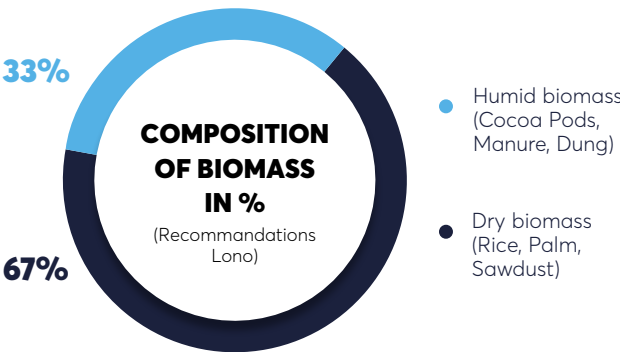 33%
67%
COMPOSITION
OF BIOMASS
IN %
(Recommandations
Lono)
Humid biomass
(Cocoa Pods,
Manure, Dung)
Dry biomass
(Rice, Palm,
Sawdust)